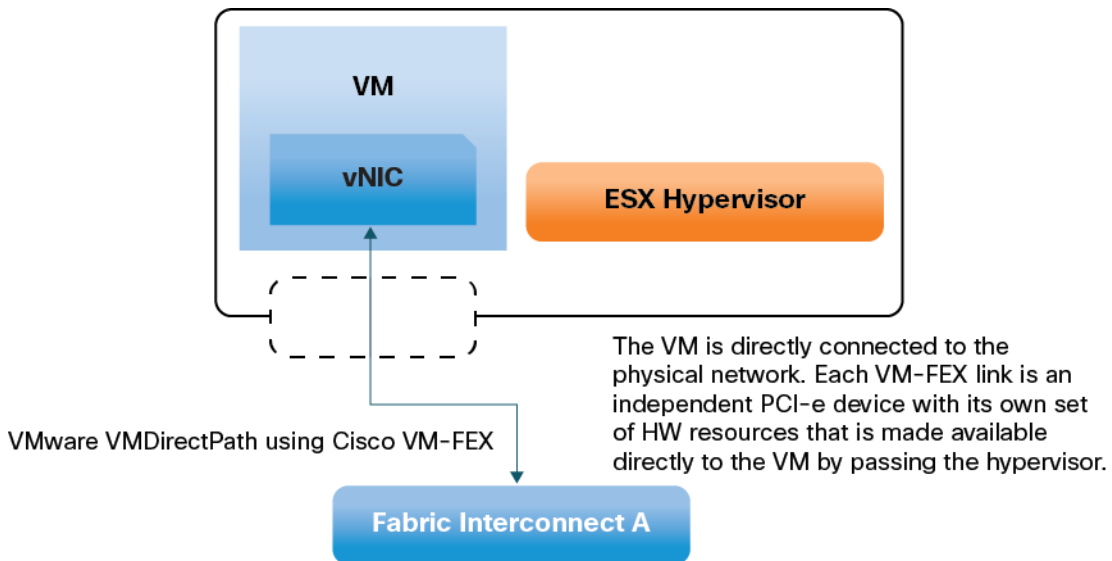 VM
vNIC
ESX Hypervisor
The VM is directly connected to the
physical network. Each VM-FEX link is an
independent PCI-e device with its own set
of HW resources that is made available
directly to the VM by passing the hypervisor.
VMware VMDirectPath using Cisco VM-FEX
Fabric Interconnect A